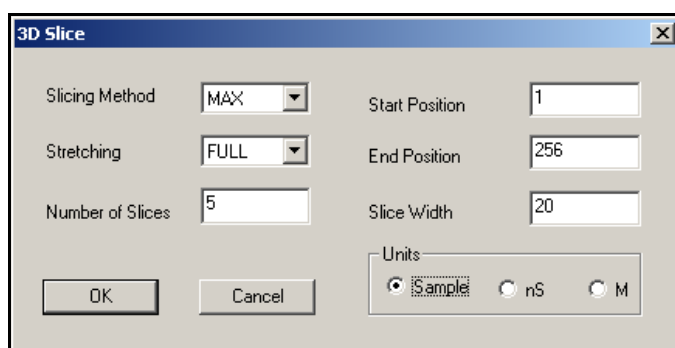 3D Slice
Slicing Method MAX
Start Position 1
Stretching FULL
End Position 256
Number of Slices 5
Slice Width 20
Units
Sample nS M
OK Cancel